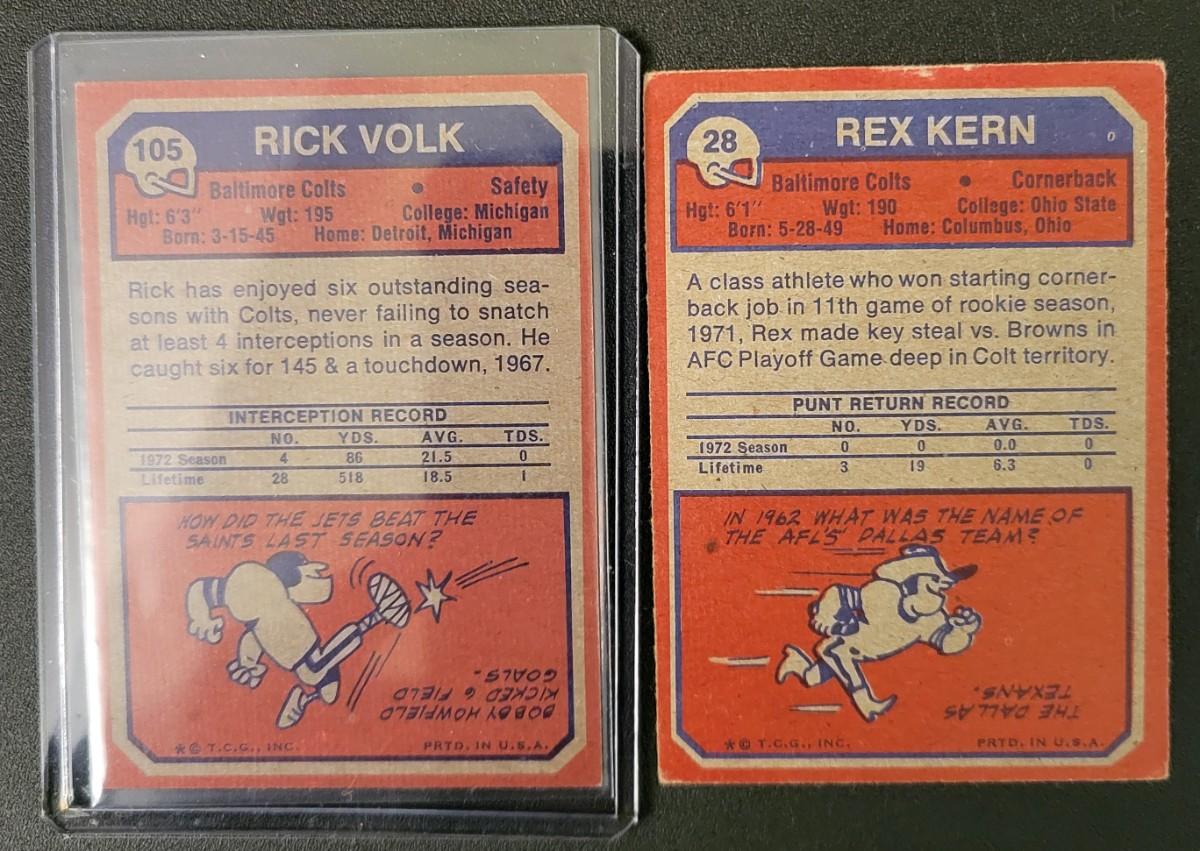 105
RICK VOLK
Baltimore Colts • Safety
Hgt: 6'3" Wgt: 195 College: Michigan
Born: 3-15-45 Home: Detroit, Michigan
Rick has enjoyed six outstanding sea-
sons with Colts, never failing to snatch
at least 4 interceptions in a season. He
caught six for 145 & a touchdown, 1967.
INTERCEPTION RECORD
NO. YDS. AVG. TDS.
1972 Season 4 86 21.5 0
Lifetime 28 518 18.5 1
HOW DID THE JETS BEAT THE
SAINTS LAST SEASON?
BOBBY HOWFIELD
KICKED 6 FIELD
GOALS.
* © T.C.G., INC. PRTD. IN U.S.A.
28
REX KERN
Baltimore Colts • Cornerback
Hgt: 6'1" Wgt: 190 College: Ohio State
Born: 5-28-49 Home: Columbus, Ohio
A class athlete who won starting corner-
back job in 11th game of rookie season,
1971, Rex made key steal vs. Browns in
AFC Playoff Game deep in Colt territory.
PUNT RETURN RECORD
NO. YDS. AVG. TDS.
1972 Season 0 0 0.0 0
Lifetime 3 19 6.3 0
IN 1962 WHAT WAS THE NAME OF
THE AFL'S' DALLAS TEAM?
THE DALLAS
TEXANS.
* © T.C.G., INC. PRTD. IN U.S.A.